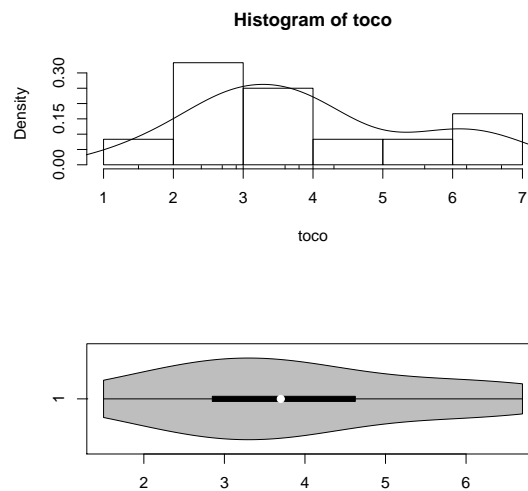 Histogram of toco
Density
0.00 0.15 0.30
1 2 3 4 5 6 7
toco
1
2 3 4 5 6